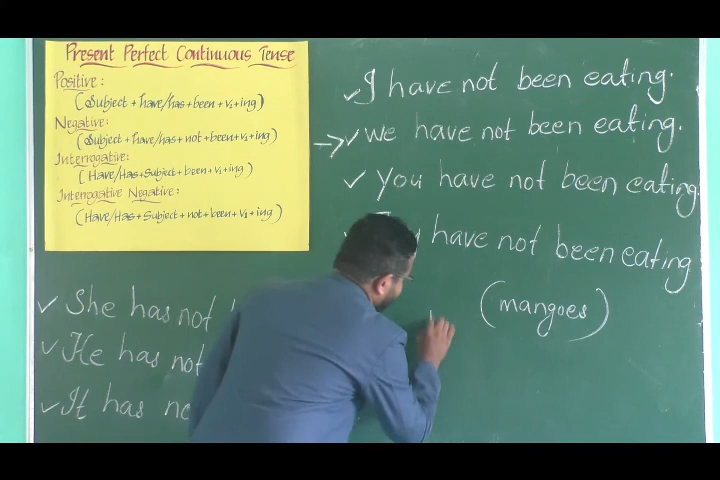 Present Perfect Continuous Tense
Positive:
(Subject + have/has + been + v₁ + ing)
Negative:
(Subject + have/has + not + been + v₁ + ing)
Interrogative:
(Have/Has + Subject + been + v₁ + ing)
Interrogative Negative:
(Have/Has + Subject + not + been + v₁ + ing)
✓ I have not been eating.
→ ✓ We have not been eating.
✓ You have not been eating.
have not been eating
(mangoes)
✓ She has not
✓ He has not
✓ It has